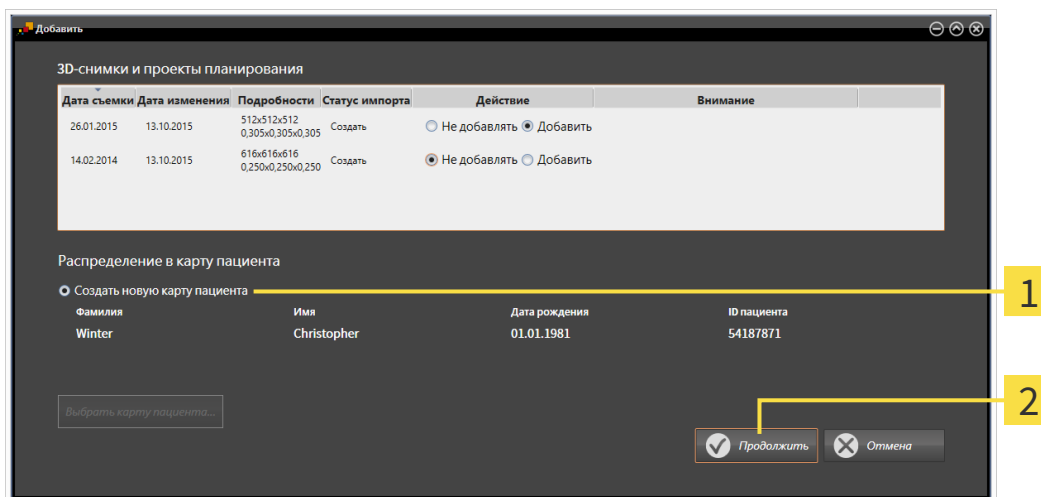 Добавить
3D-снимки и проекты планирования
Дата съемки Дата изменения Подробности Статус импорта Действие Внимание
26.01.2015 13.10.2015 512x512x512 0,305x0,305x0,305 Создать Не добавлять Добавить
14.02.2014 13.10.2015 616x616x616 0,250x0,250x0,250 Создать Не добавлять Добавить
Распределение в карту пациента
Создать новую карту пациента
1
Фамилия Имя Дата рождения ID пациента
Winter Christopher 01.01.1981 54187871
Выбрать карту пациента...
2
Продолжить Отмена